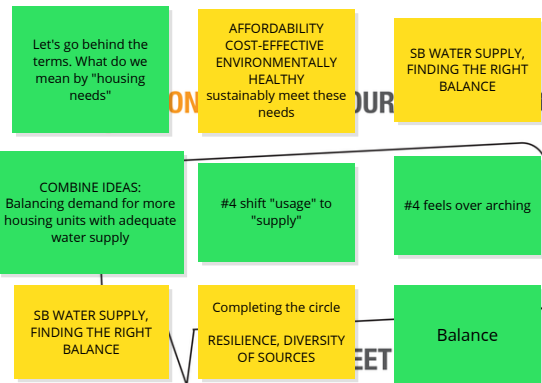 Let's go behind the
terms. What do we
mean by "housing
needs"
AFFORDABILITY
COST-EFFECTIVE
ENVIRONMENTALLY
HEALTHY
sustainably meet these
needs
SB WATER SUPPLY,
FINDING THE RIGHT
BALANCE
ON
OUR
COMBINE IDEAS:
Balancing demand for more
housing units with adequate
water supply
#4 shift "usage" to
"supply"
#4 feels over arching
SB WATER SUPPLY,
FINDING THE RIGHT
BALANCE
Completing the circle
RESILIENCE, DIVERSITY
OF SOURCES
Balance
EET